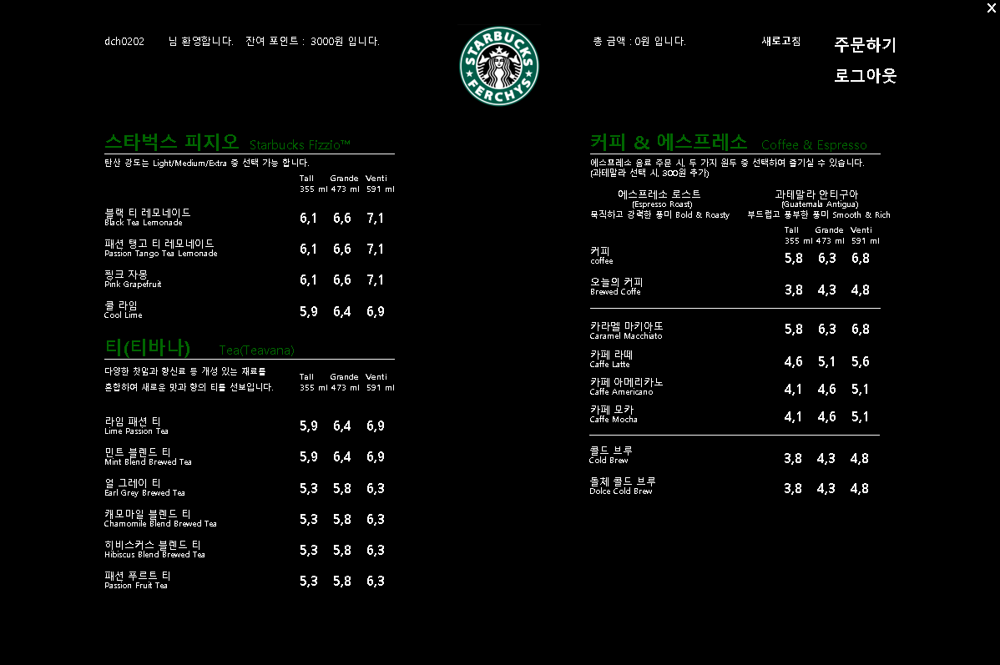 dch0202 님 환영합니다. 잔여 포인트 : 3000원 입니다.
STARBUCKS
FERCHYS
총 금액 : 0원 입니다.
새로고침
주문하기
로그아웃
스타벅스 피지오 Starbucks Fizzio™
탄산 강도는 Light/Medium/Extra 중 선택 가능 합니다.
Tall Grande Venti
355 ml 473 ml 591 ml
블랙 티 레모네이드 6,1 6,6 7,1
Black Tea Lemonade
패션 탱고 티 레모네이드 6,1 6,6 7,1
Passion Tango Tea Lemonade
핑크 자몽 6,1 6,6 7,1
Pink Grapefruit
쿨 라임 5,9 6,4 6,9
Cool Lime
티(티바나) Tea(Teavana)
다양한 찻잎과 향신료 등 개성 있는 재료를
혼합하여 새로운 맛과 향의 티를 선보입니다.
Tall Grande Venti
355 ml 473 ml 591 ml
라임 패션 티 5,9 6,4 6,9
Lime Passion Tea
민트 블렌드 티 5,9 6,4 6,9
Mint Blend Brewed Tea
얼 그레이 티 5,3 5,8 6,3
Earl Grey Brewed Tea
캐모마일 블렌드 티 5,3 5,8 6,3
Chamomile Blend Brewed Tea
히비스커스 블렌드 티 5,3 5,8 6,3
Hibiscus Blend Brewed Tea
패션 푸르트 티 5,3 5,8 6,3
Passion Fruit Tea
커피 & 에스프레소 Coffee & Espresso
에스프레소 음료 주문 시, 두 가지 원두 중 선택하여 즐기실 수 있습니다.
(과테말라 선택 시, 300원 추가)
에스프레소 로스트 과테말라 안티구아
(Espresso Roast) (Guatemala Antigua)
묵직하고 강력한 풍미 Bold & Roasty 부드럽고 풍부한 풍미 Smooth & Rich
Tall Grande Venti
355 ml 473 ml 591 ml
커피 5,8 6,3 6,8
coffee
오늘의 커피 3,8 4,3 4,8
Brewed Coffe
카라멜 마키아또 5,8 6,3 6,8
Caramel Macchiato
카페 라떼 4,6 5,1 5,6
Caffe Latte
카페 아메리카노 4,1 4,6 5,1
Caffe Americano
카페 모카 4,1 4,6 5,1
Caffe Mocha
콜드 브루 3,8 4,3 4,8
Cold Brew
돌체 콜드 브루 3,8 4,3 4,8
Dolce Cold Brew